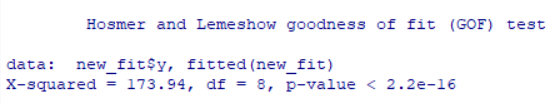 Hosmer and Lemeshow goodness of fit (GOF) test
data:  new_fit$y, fitted(new_fit)
X-squared = 173.94, df = 8, p-value < 2.2e-16